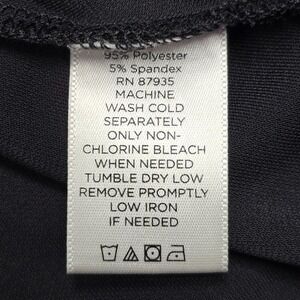 95% Polyester
5% Spandex
RN 87935
MACHINE
WASH COLD
SEPARATELY
ONLY NON-
CHLORINE BLEACH
WHEN NEEDED
TUMBLE DRY LOW
REMOVE PROMPTLY
LOW IRON
IF NEEDED